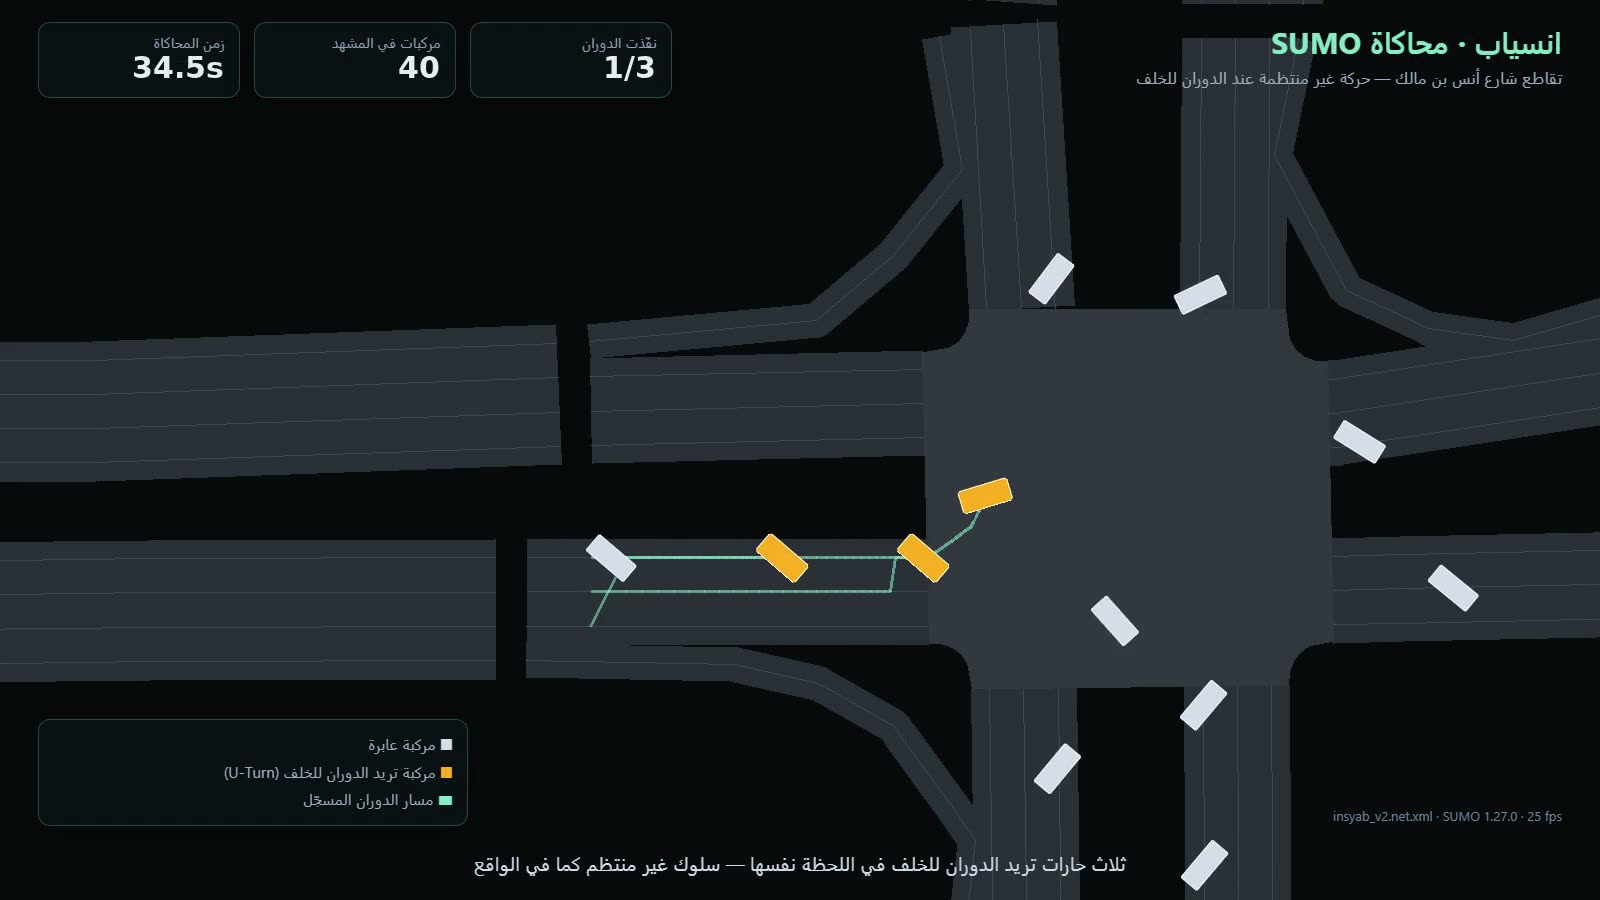 انسياب · محاكاة SUMO
تقاطع شارع أنس بن مالك — حركة غير منتظمة عند الدوران للخلف
نفّذت الدوران
1/3
مركبات في المشهد
40
زمن المحاكاة
34.5s
مركبة عابرة
مركبة تريد الدوران للخلف (U-Turn)
مسار الدوران المسجّل
insyab_v2.net.xml · SUMO 1.27.0 · 25 fps
ثلاث حارات تريد الدوران للخلف في اللحظة نفسها — سلوك غير منتظم كما في الواقع